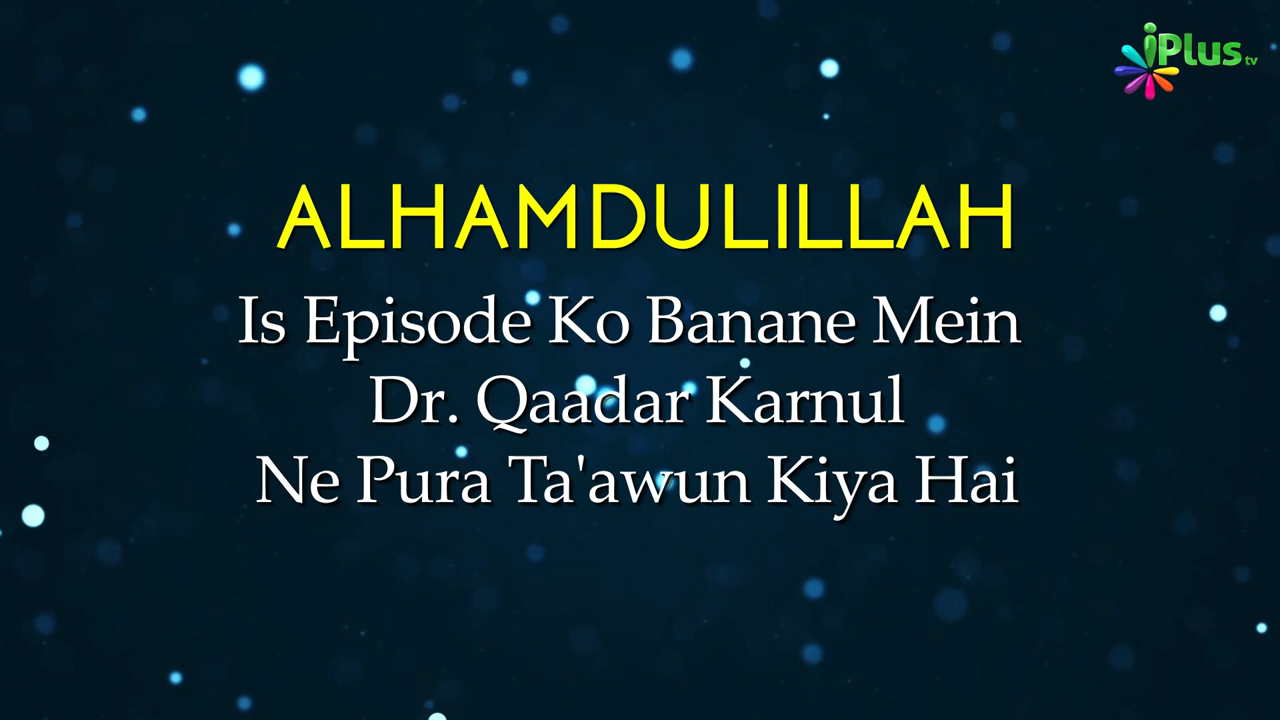 iPlus tv
ALHAMDULILLAH
Is Episode Ko Banane Mein
Dr. Qaadar Karnul
Ne Pura Ta'awun Kiya Hai